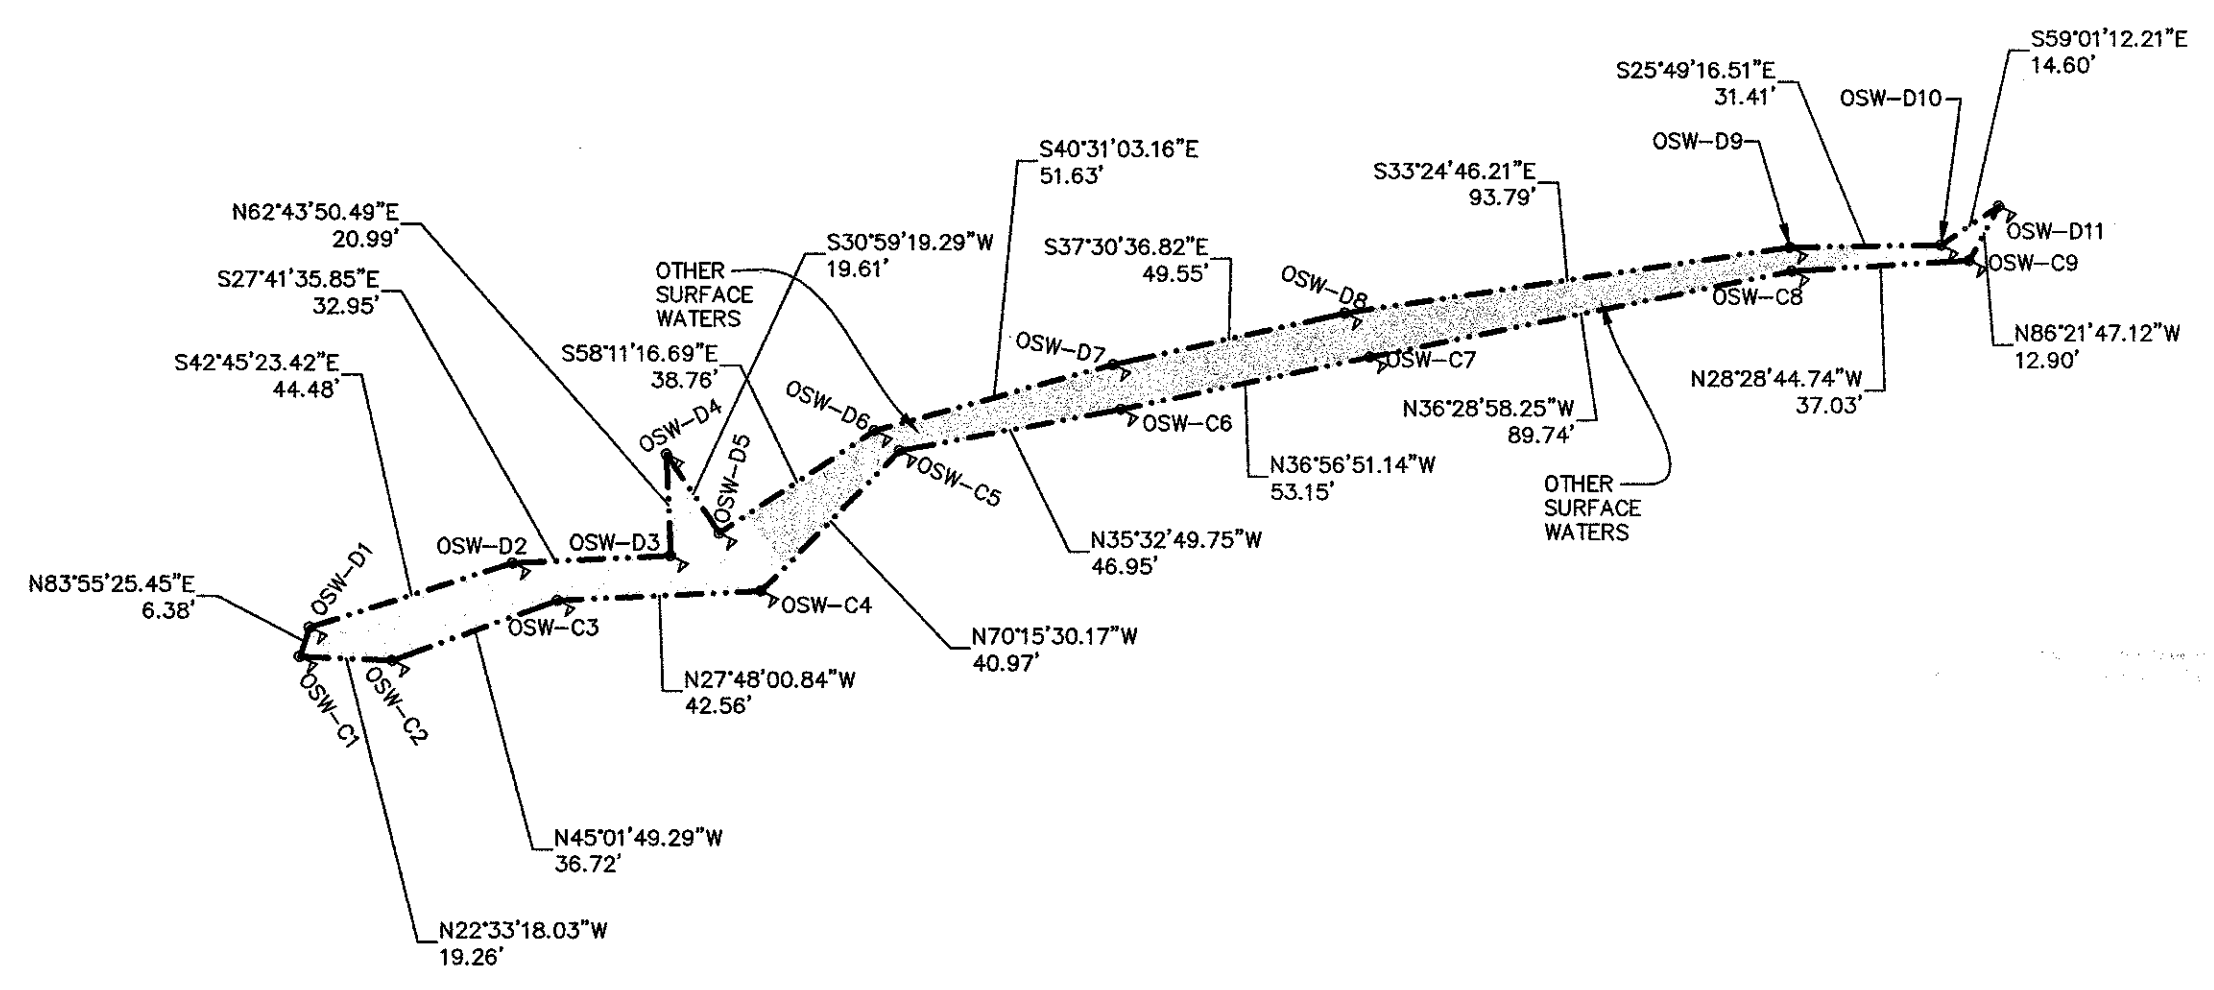 S59°01'12.21"E
14.60'
S25°49'16.51"E
31.41'
OSW-D10
OSW-D9
S40°31'03.16"E
51.63'
S33°24'46.21"E
93.79'
N62°43'50.49"E
20.99'
S30°59'19.29"W
19.61'
S37°30'36.82"E
49.55'
OSW-D11
OSW-C9
OTHER
SURFACE
WATERS
S27°41'35.85"E
32.95'
OSW-D8
OSW-C8
N86°21'47.12"W
12.90'
S58°11'16.69"E
38.76'
OSW-D7
OSW-C7
S42°45'23.42"E
44.48'
N28°28'44.74"W
37.03'
OSW-D6
OSW-D4
OSW-D5
OSW-C6
N36°28'58.25"W
89.74'
OSW-C5
N36°56'51.14"W
53.15'
OTHER
SURFACE
WATERS
OSW-D2
OSW-D3
N35°32'49.75"W
46.95'
OSW-D1
N83°55'25.45"E
6.38'
OSW-C4
OSW-C3
N70°15'30.17"W
40.97'
OSW-C1
OSW-C2
N27°48'00.84"W
42.56'
N45°01'49.29"W
36.72'
N22°33'18.03"W
19.26'